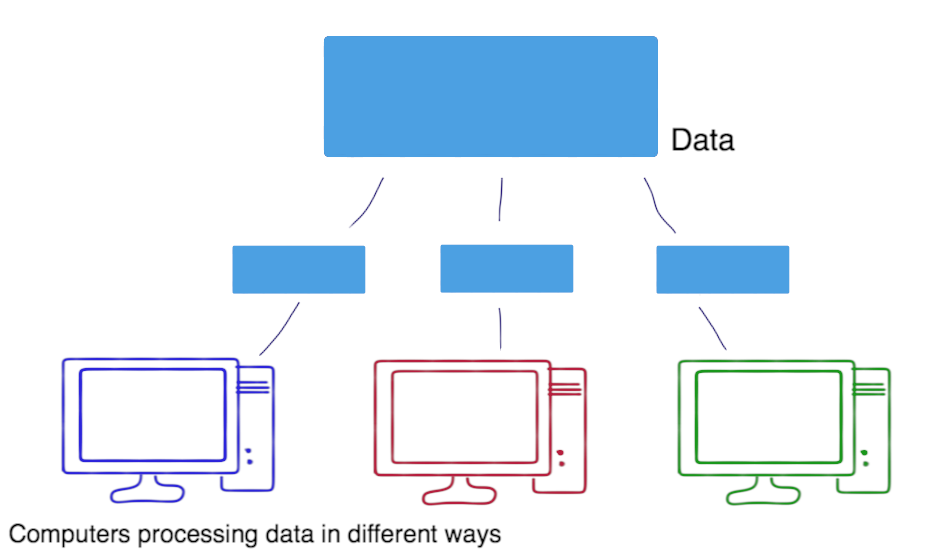 Data
Computers processing data in different ways